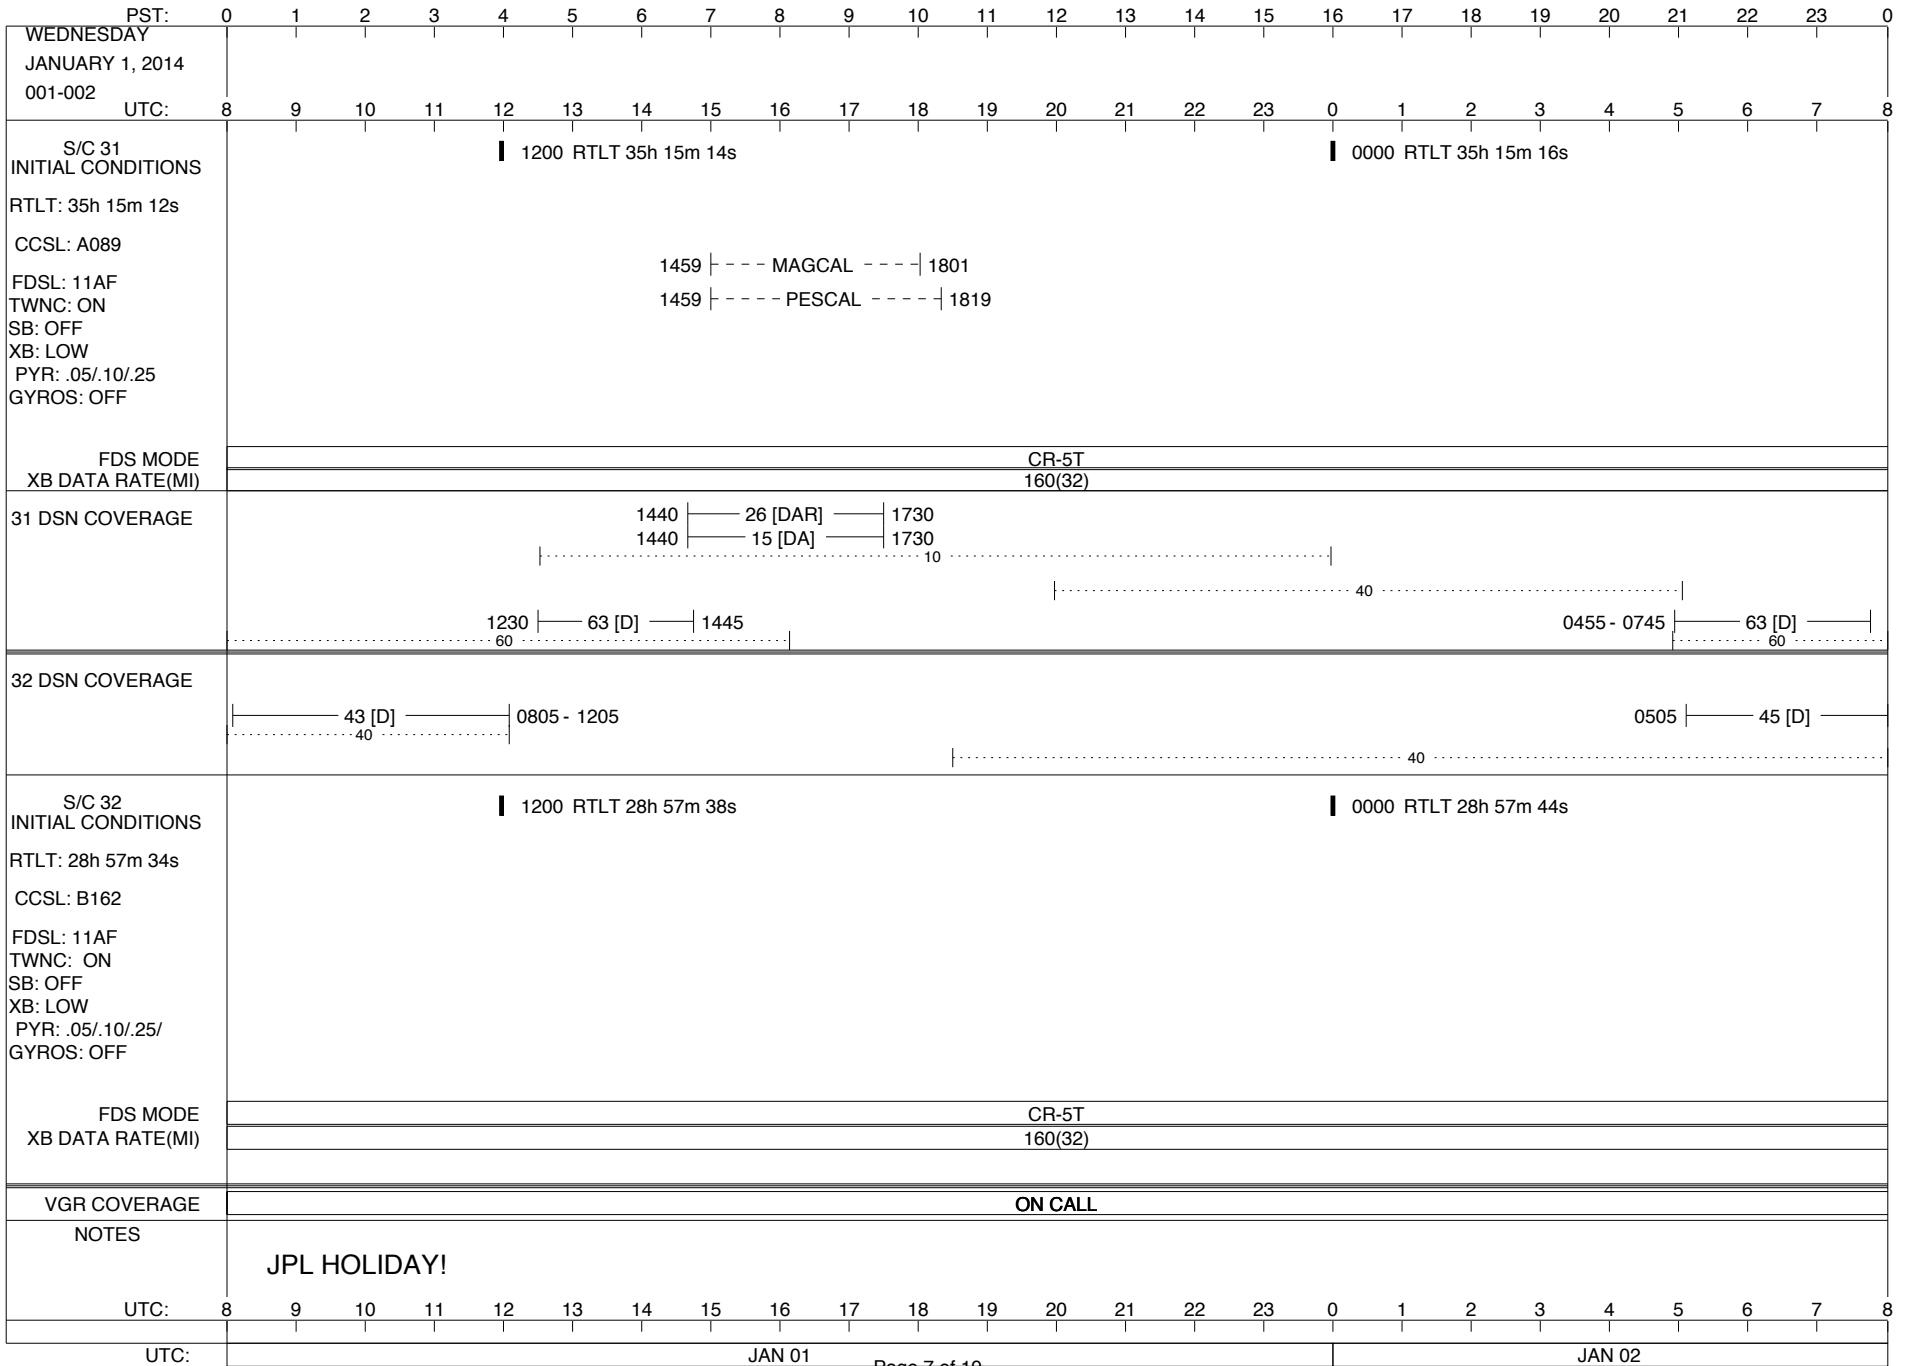 PST: 0 1 2 3 4 5 6 7 8 9 10 11 12 13 14 15 16 17 18 19 20 21 22 23 0
WEDNESDAY
JANUARY 1, 2014
001-002
UTC: 8 9 10 11 12 13 14 15 16 17 18 19 20 21 22 23 0 1 2 3 4 5 6 7 8
S/C 31
INITIAL CONDITIONS
1200 RTLT 35h 15m 14s 0000 RTLT 35h 15m 16s
RTLT: 35h 15m 12s
CCSL: A089
1459 MAGCAL 1801
FDSL: 11AF
1459 PESCAL 1819
TWNC: ON
SB: OFF
XB: LOW
PYR: .05/.10/.25
GYROS: OFF
FDS MODE CR-5T
XB DATA RATE(MI) 160(32)
31 DSN COVERAGE
1440 26 [DAR] 1730
1440 15 [DA] 1730
10
40
1230 63 [D] 1445 0455 - 0745 63 [D]
60 60
32 DSN COVERAGE
43 [D] 0805 - 1205 0505 45 [D]
40
40
S/C 32
INITIAL CONDITIONS
1200 RTLT 28h 57m 38s 0000 RTLT 28h 57m 44s
RTLT: 28h 57m 34s
CCSL: B162
FDSL: 11AF
TWNC: ON
SB: OFF
XB: LOW
PYR: .05/.10/.25/
GYROS: OFF
FDS MODE CR-5T
XB DATA RATE(MI) 160(32)
VGR COVERAGE ON CALL
NOTES
JPL HOLIDAY!
UTC: 8 9 10 11 12 13 14 15 16 17 18 19 20 21 22 23 0 1 2 3 4 5 6 7 8
UTC: JAN 01 JAN 02
Page 7 of 19